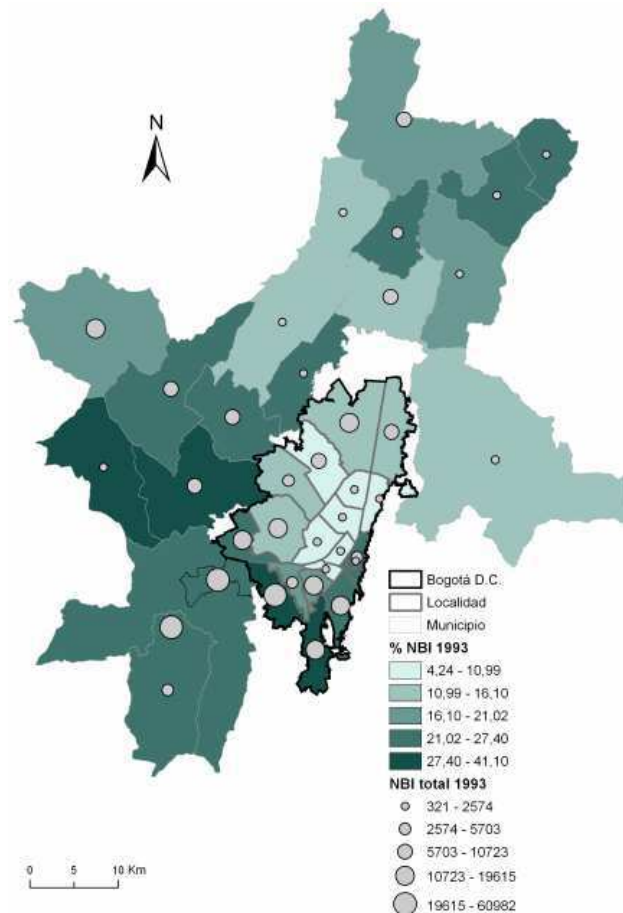 N
Bogotá D.C.
Localidad
Municipio
% NBI 1993
4,24 - 10,99
10,99 - 16,10
16,10 - 21,02
21,02 - 27,40
27,40 - 41,10
NBI total 1993
321 - 2574
2574 - 5703
5703 - 10723
10723 - 19615
19615 - 60982
0 5 10 Km